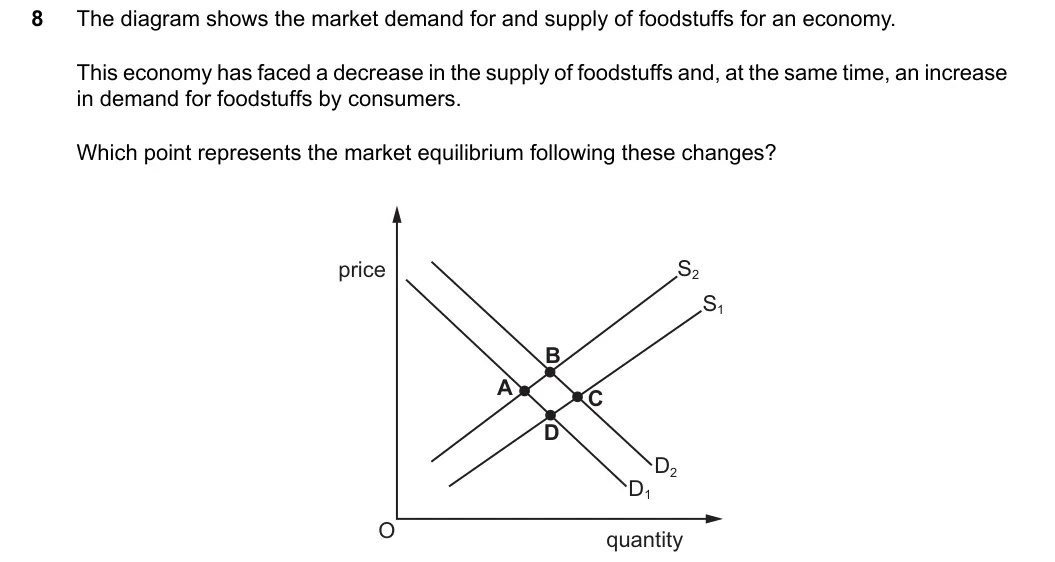 8 The diagram shows the market demand for and supply of foodstuffs for an economy.
This economy has faced a decrease in the supply of foodstuffs and, at the same time, an increase
in demand for foodstuffs by consumers.
Which point represents the market equilibrium following these changes?
price
S₂
S₁
B
A
C
D
D₂
D₁
O
quantity